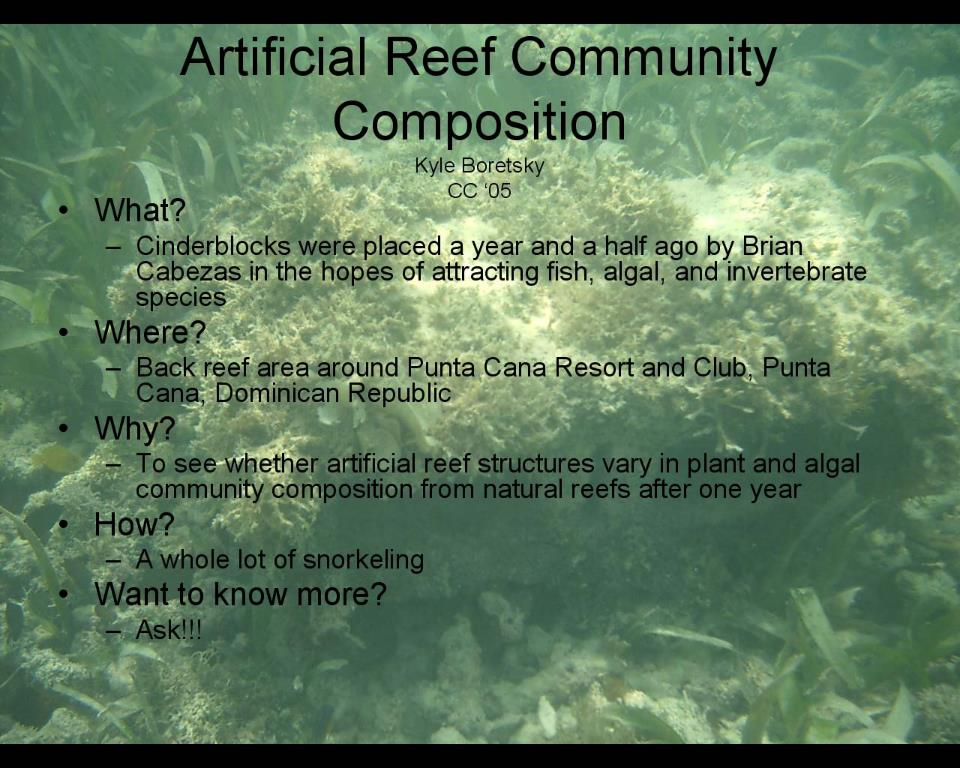 Artificial Reef Community
Composition
Kyle Boretsky
CC ‘05
• What?
– Cinderblocks were placed a year and a half ago by Brian
Cabezas in the hopes of attracting fish, algal, and invertebrate
species
• Where?
– Back reef area around Punta Cana Resort and Club, Punta
Cana, Dominican Republic
• Why?
– To see whether artificial reef structures vary in plant and algal
community composition from natural reefs after one year
• How?
– A whole lot of snorkeling
• Want to know more?
– Ask!!!